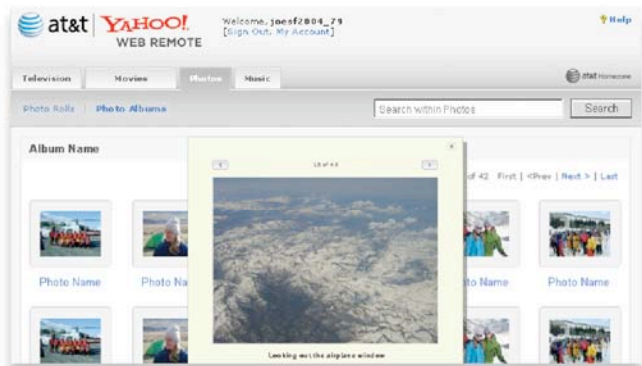 at&t YAHOO!
WEB REMOTE
Welcome, joesf2004_79
[Sign Out, My Account]
Help
Television Movies Photos Music
at&t Homezone
Photo Rolls | Photo Albums
Search within Photos
Search
Album Name
of 42 First | <Prev | Next > | Last
Photo Name
Photo Na
to Name
Photo Name
Looking out the airplane window